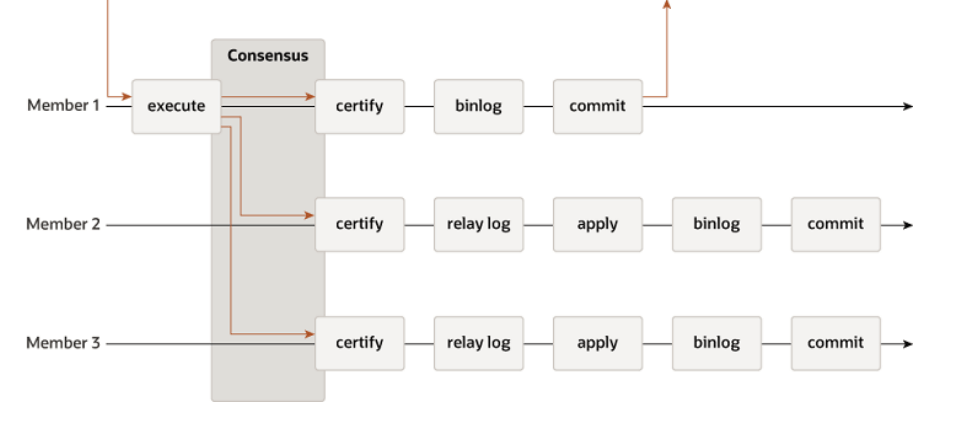 Consensus
Member 1 execute certify binlog commit
Member 2 certify relay log apply binlog commit
Member 3 certify relay log apply binlog commit